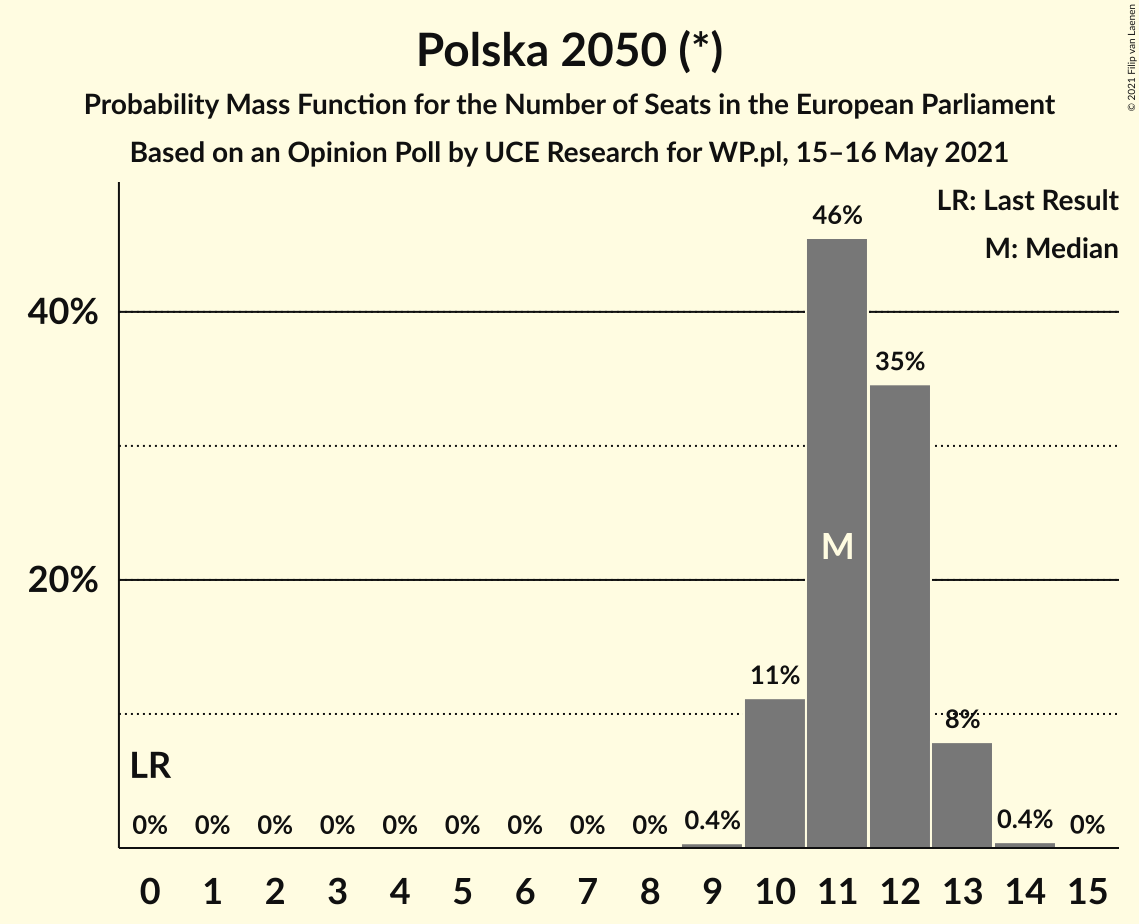 Polska 2050 (*)
Probability Mass Function for the Number of Seats in the European Parliament
Based on an Opinion Poll by UCE Research for WP.pl, 15–16 May 2021
© 2021 Filip van Laenen
LR: Last Result
M: Median
46%
40%
35%
M
20%
11%
8%
LR
0% 0% 0% 0% 0% 0% 0% 0% 0% 0.4% 0.4% 0%
0 1 2 3 4 5 6 7 8 9 10 11 12 13 14 15